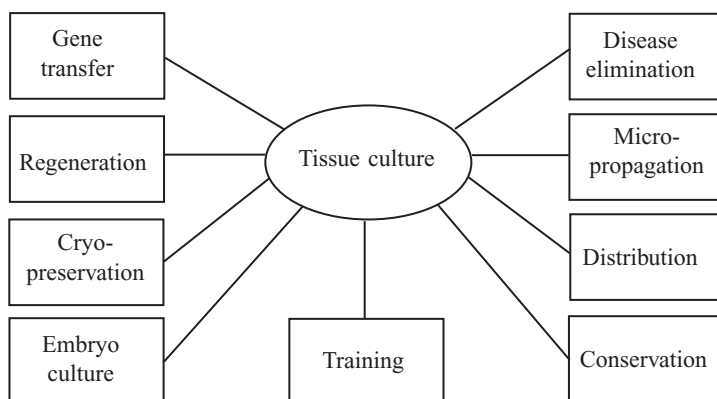 Gene
transfer
Disease
elimination
Regeneration
Tissue culture
Micro-
propagation
Cryo-
preservation
Distribution
Embryo
culture
Training
Conservation